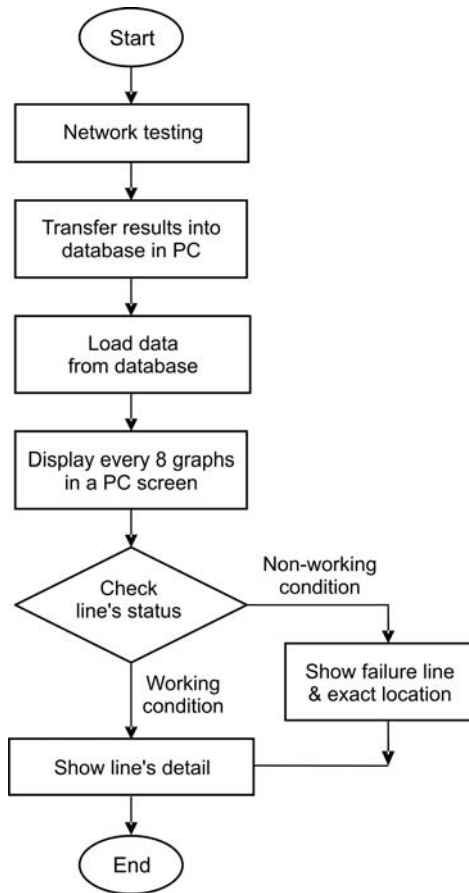 Start
Network testing
Transfer results into
database in PC
Load data
from database
Display every 8 graphs
in a PC screen
Check
line's status
Non-working
condition
Working
condition
Show failure line
& exact location
Show line's detail
End